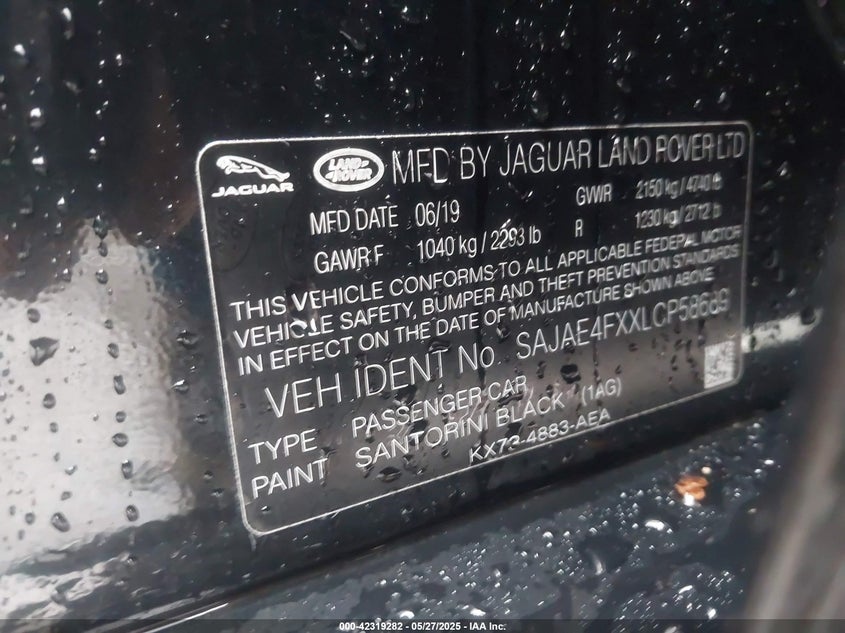 JAGUAR LAND ROVER MFD BY JAGUAR LAND ROVER LTD
MFD DATE 06/19 GWR 2150 kg / 4740 lb
GAWR F 1040 kg / 2293 lb R 1230 kg / 2712 lb
THIS VEHICLE CONFORMS TO ALL APPLICABLE FEDERAL MOTOR
VEHICLE SAFETY, BUMPER AND THEFT PREVENTION STANDARDS
IN EFFECT ON THE DATE OF MANUFACTURE SHOWN ABOVE.
VEH IDENT No. SAJAE4FXXLCP58689
TYPE PASSENGER CAR
PAINT SANTORINI BLACK (1AG)
KX73-4883-AEA
000-42319282 - 05/27/2025 - IAA Inc.